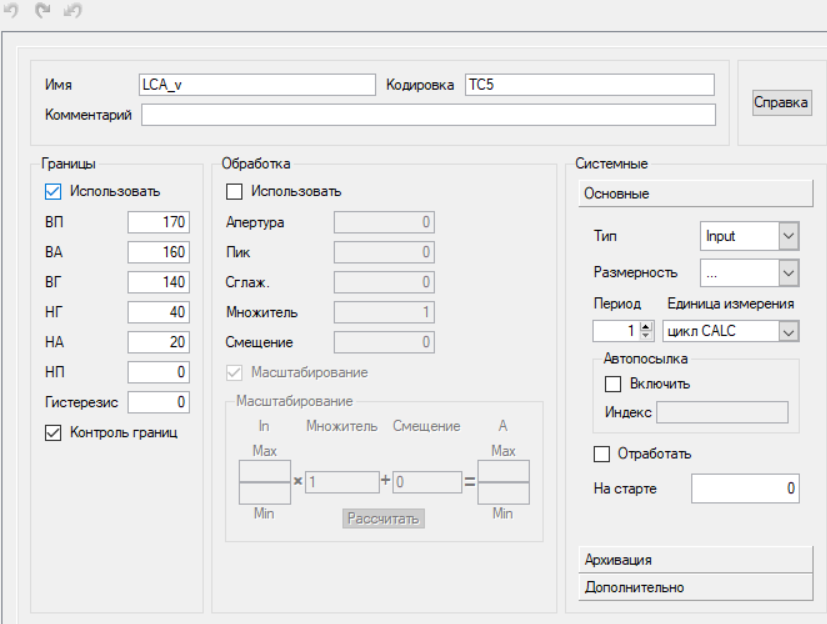 Имя LCA_v Кодировка TC5
Комментарий
Справка
Границы
Использовать
ВП 170
ВА 160
ВГ 140
НГ 40
НА 20
НП 0
Гистерезис 0
Контроль границ
Обработка
Использовать
Апертура 0
Пик 0
Сглаж. 0
Множитель 1
Смещение 0
Масштабирование
Масштабирование
In Множитель Смещение A
Max Max
× 1 + 0 =
Min Min
Рассчитать
Системные
Основные
Тип Input
Размерность ...
Период Единица измерения
1 цикл CALC
Автопосылка
Включить
Индекс
Отработать
На старте 0
Архивация
Дополнительно